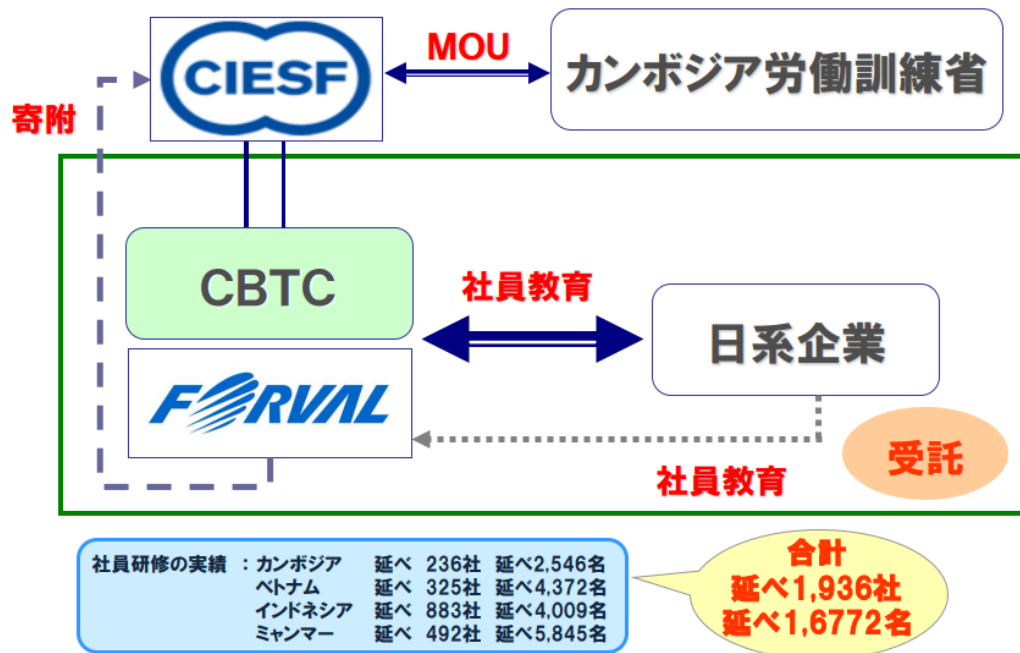 CIESF
MOU
カンボジア労働訓練省
寄附
CBTC
社員教育
日系企業
FORVAL
社員教育
受託
社員研修の実績 : カンボジア 延べ 236社 延べ2,546名
ベトナム 延べ 325社 延べ4,372名
インドネシア 延べ 883社 延べ4,009名
ミャンマー 延べ 492社 延べ5,845名
合計
延べ1,936社
延べ1,6772名